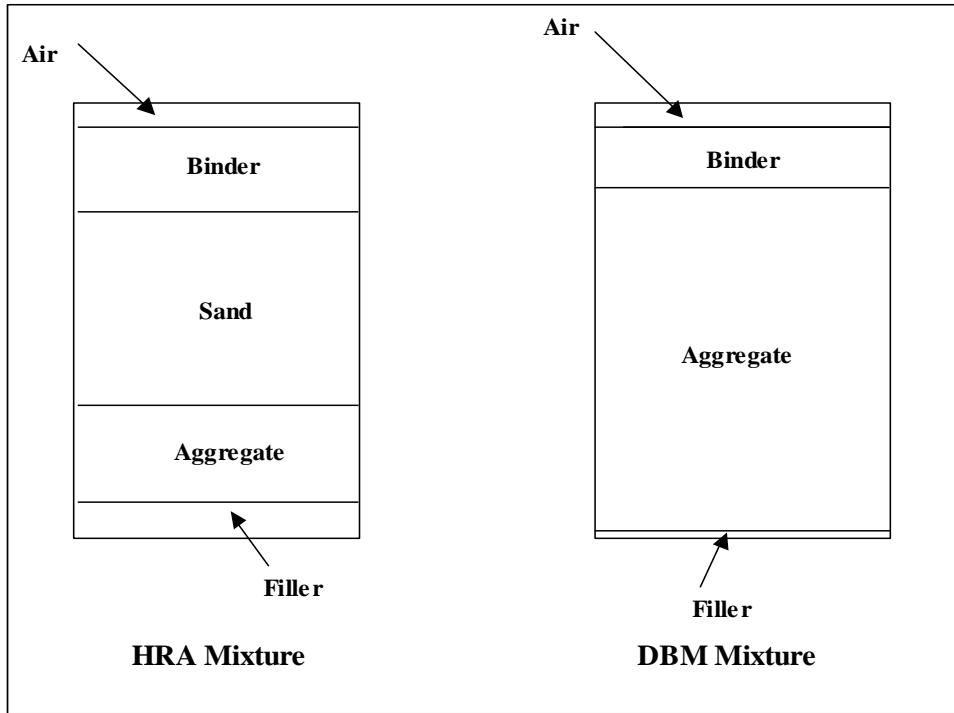 Air
Binder
Sand
Aggregate
Filler
HRA Mixture
Air
Binder
Aggregate
Filler
DBM Mixture